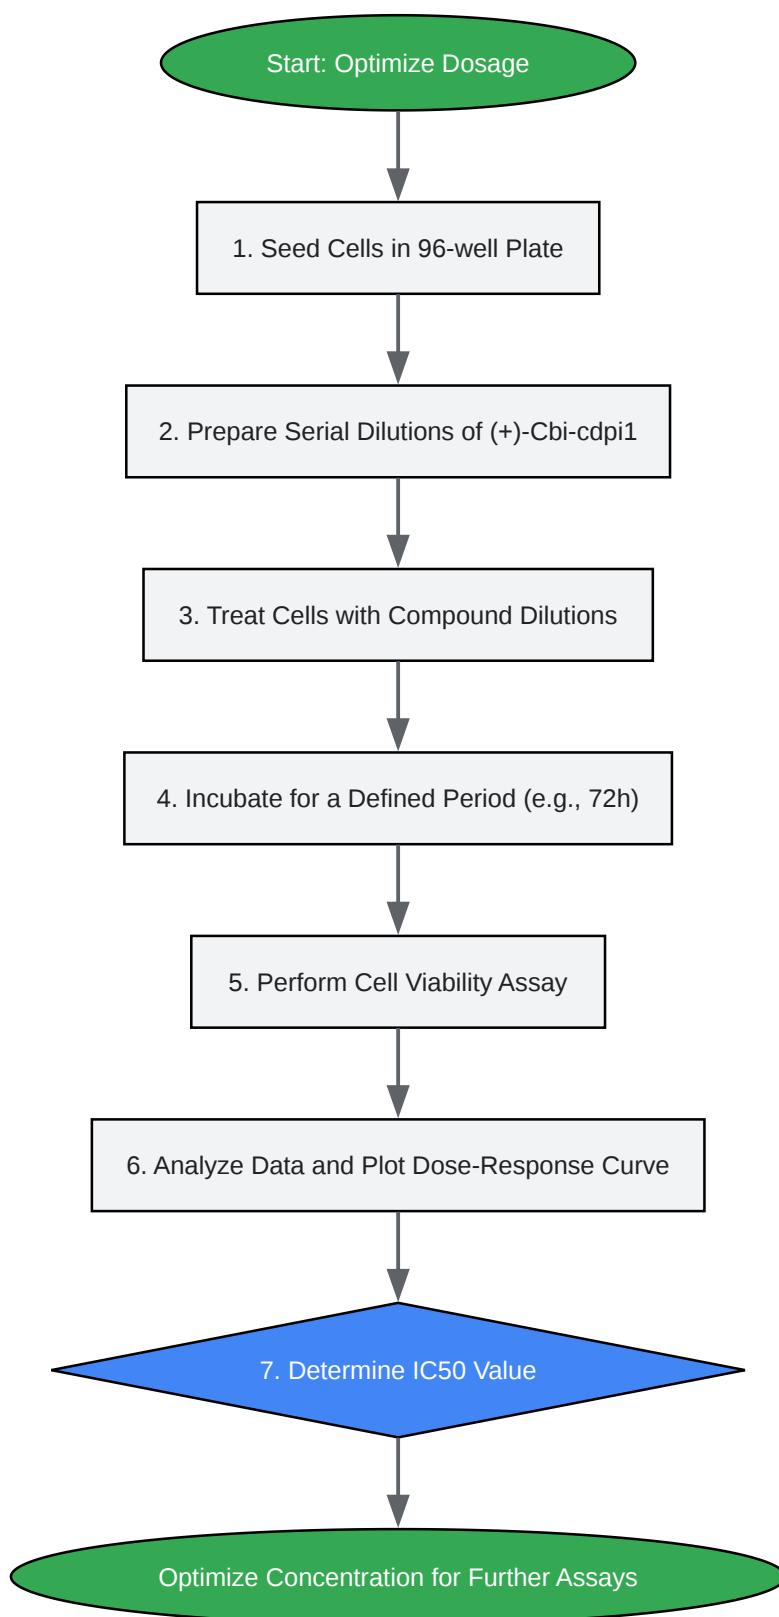 Start: Optimize Dosage
1. Seed Cells in 96-well Plate
2. Prepare Serial Dilutions of (+)-Cbi-cdpi1
3. Treat Cells with Compound Dilutions
4. Incubate for a Defined Period (e.g., 72h)
5. Perform Cell Viability Assay
6. Analyze Data and Plot Dose-Response Curve
7. Determine IC50 Value
Optimize Concentration for Further Assays